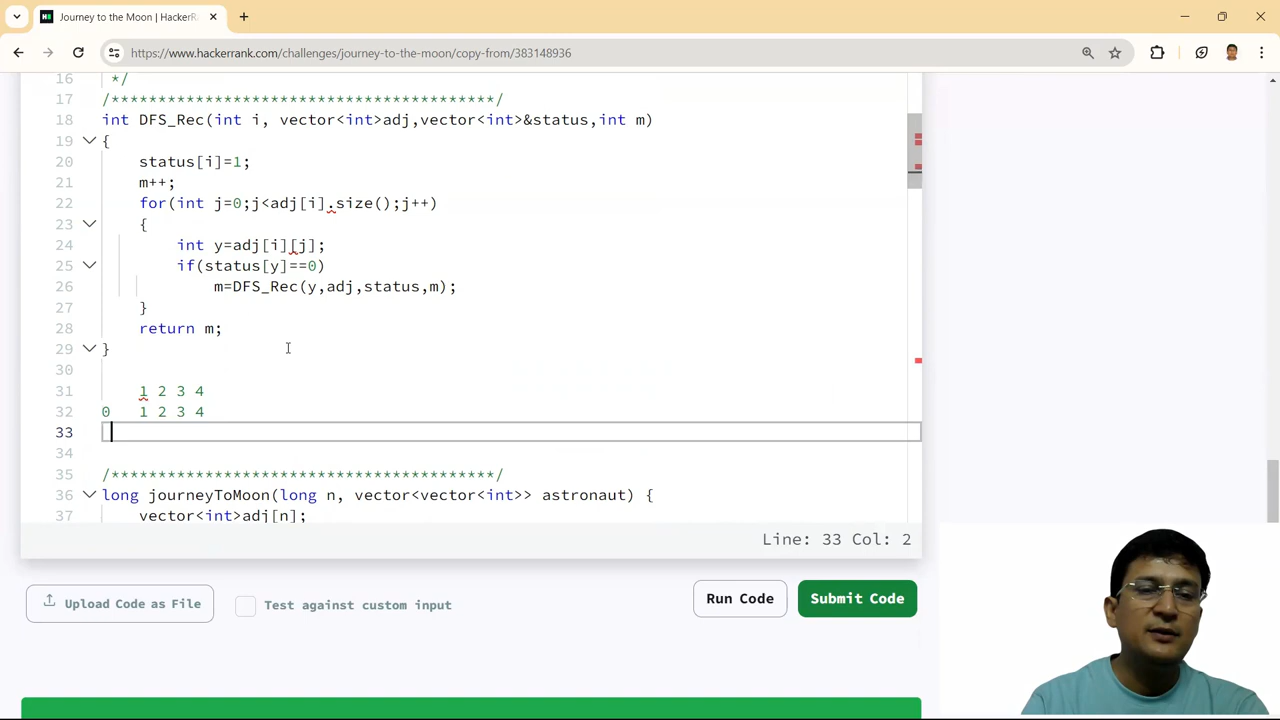 Journey to the Moon | HackerR
https://www.hackerrank.com/challenges/journey-to-the-moon/copy-from/383148936
16 */
17 /*****************************************/
18 int DFS_Rec(int i, vector<int>adj,vector<int>&status,int m)
19 {
20 status[i]=1;
21 m++;
22 for(int j=0;j<adj[i].size();j++)
23 {
24 int y=adj[i][j];
25 if(status[y]==0)
26 m=DFS_Rec(y,adj,status,m);
27 }
28 return m;
29 }
30
31 1 2 3 4
32 0 1 2 3 4
33
34
35 /*****************************************/
36 long journeyToMoon(long n, vector<vector<int>> astronaut) {
37 vector<int>adj[n];
Line: 33 Col: 2
Upload Code as File
Test against custom input
Run Code
Submit Code